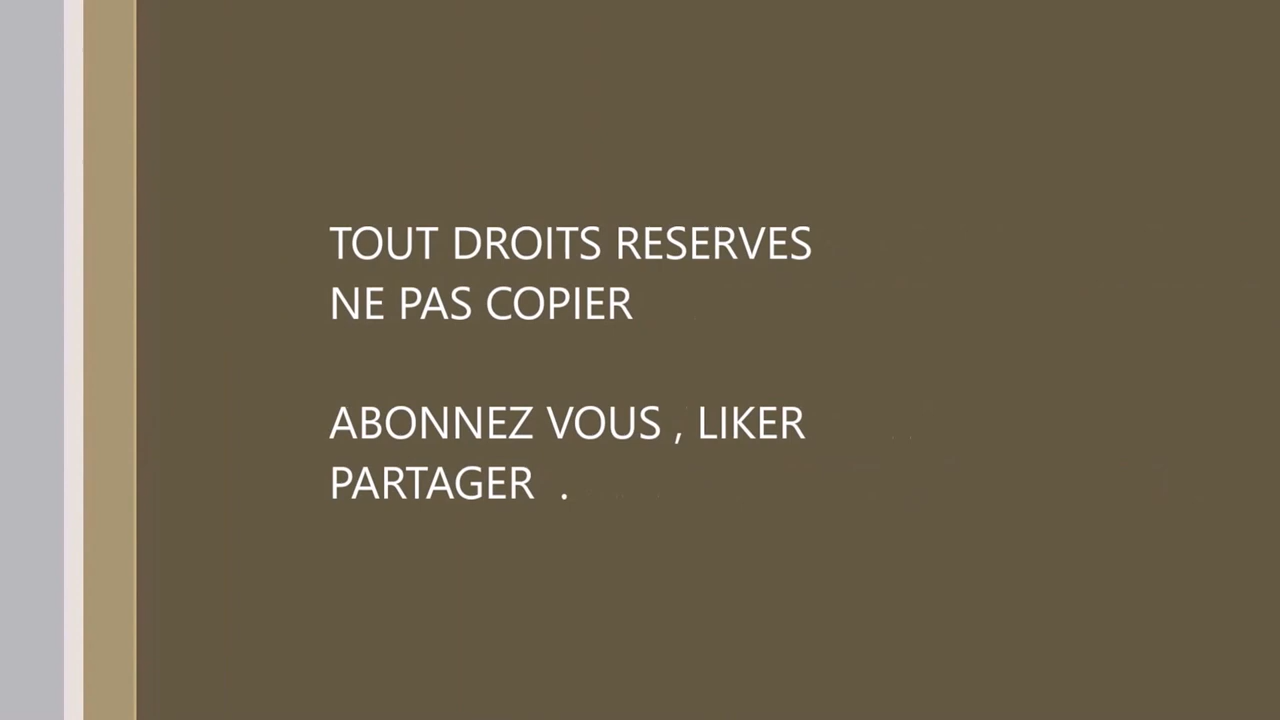 TOUT DROITS RESERVES
NE PAS COPIER
ABONNEZ VOUS , LIKER
PARTAGER  .